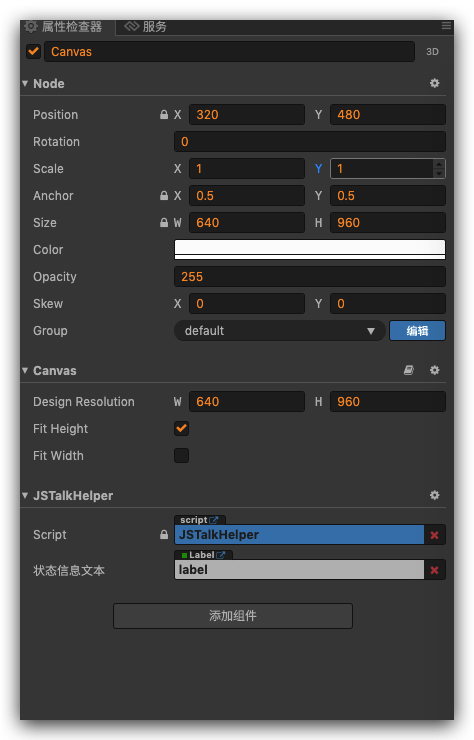 属性检查器 服务
Canvas 3D
Node
Position X 320 Y 480
Rotation 0
Scale X 1 Y 1
Anchor X 0.5 Y 0.5
Size W 640 H 960
Color
Opacity 255
Skew X 0 Y 0
Group default 编辑
Canvas
Design Resolution W 640 H 960
Fit Height
Fit Width
JSTalkHelper
script
Script JSTalkHelper
Label
状态信息文本 label
添加组件